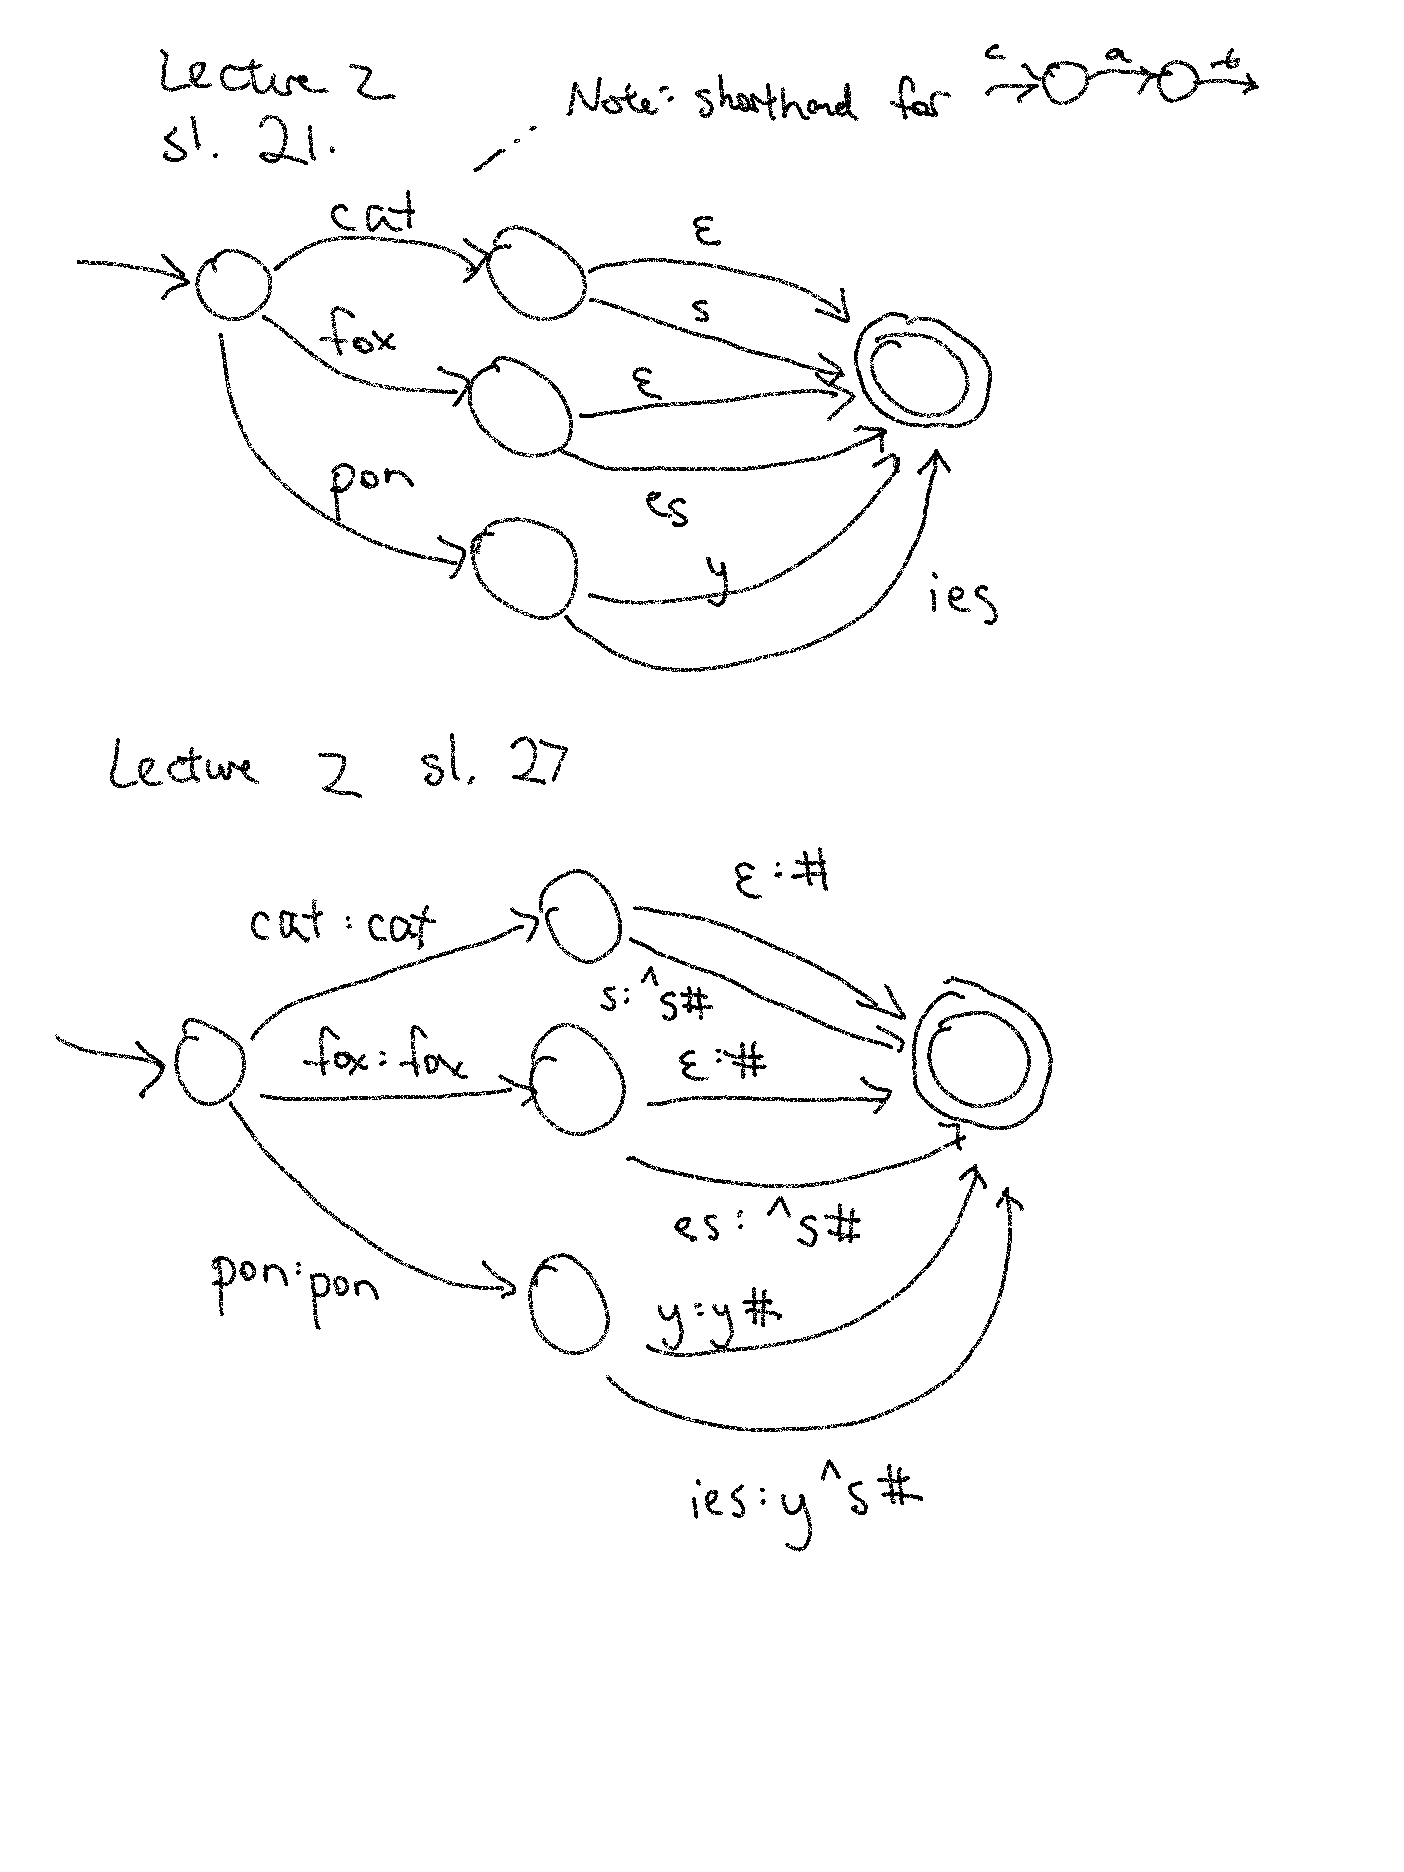 Lecture 2
sl. 21.
Note: shorthand for
c a t
cat
ε
s
fox
ε
pon
es
y
ies
Lecture 2 sl. 27
ε:#
cat:cat
s:^s#
fox:fox
ε:#
es:^s#
pon:pon
y:y#
ies:y^s#